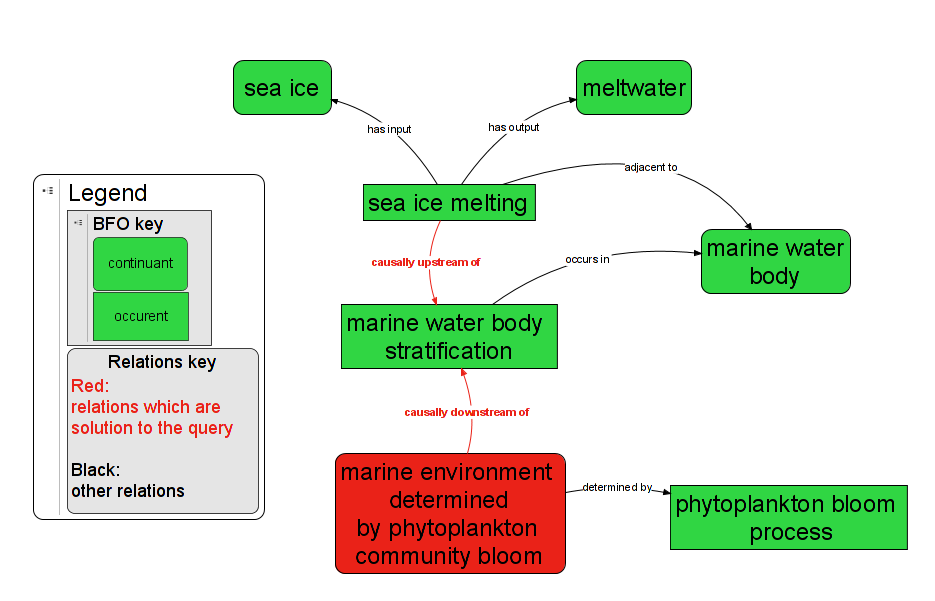 sea ice
meltwater
has input
has output
adjacent to
sea ice melting
Legend
BFO key
continuant
occurent
causally upstream of
occurs in
marine water
body
marine water body
stratification
Relations key
Red:
relations which are
solution to the query
Black:
other relations
causally downstream of
marine environment
determined
by phytoplankton
community bloom
determined by
phytoplankton bloom
process